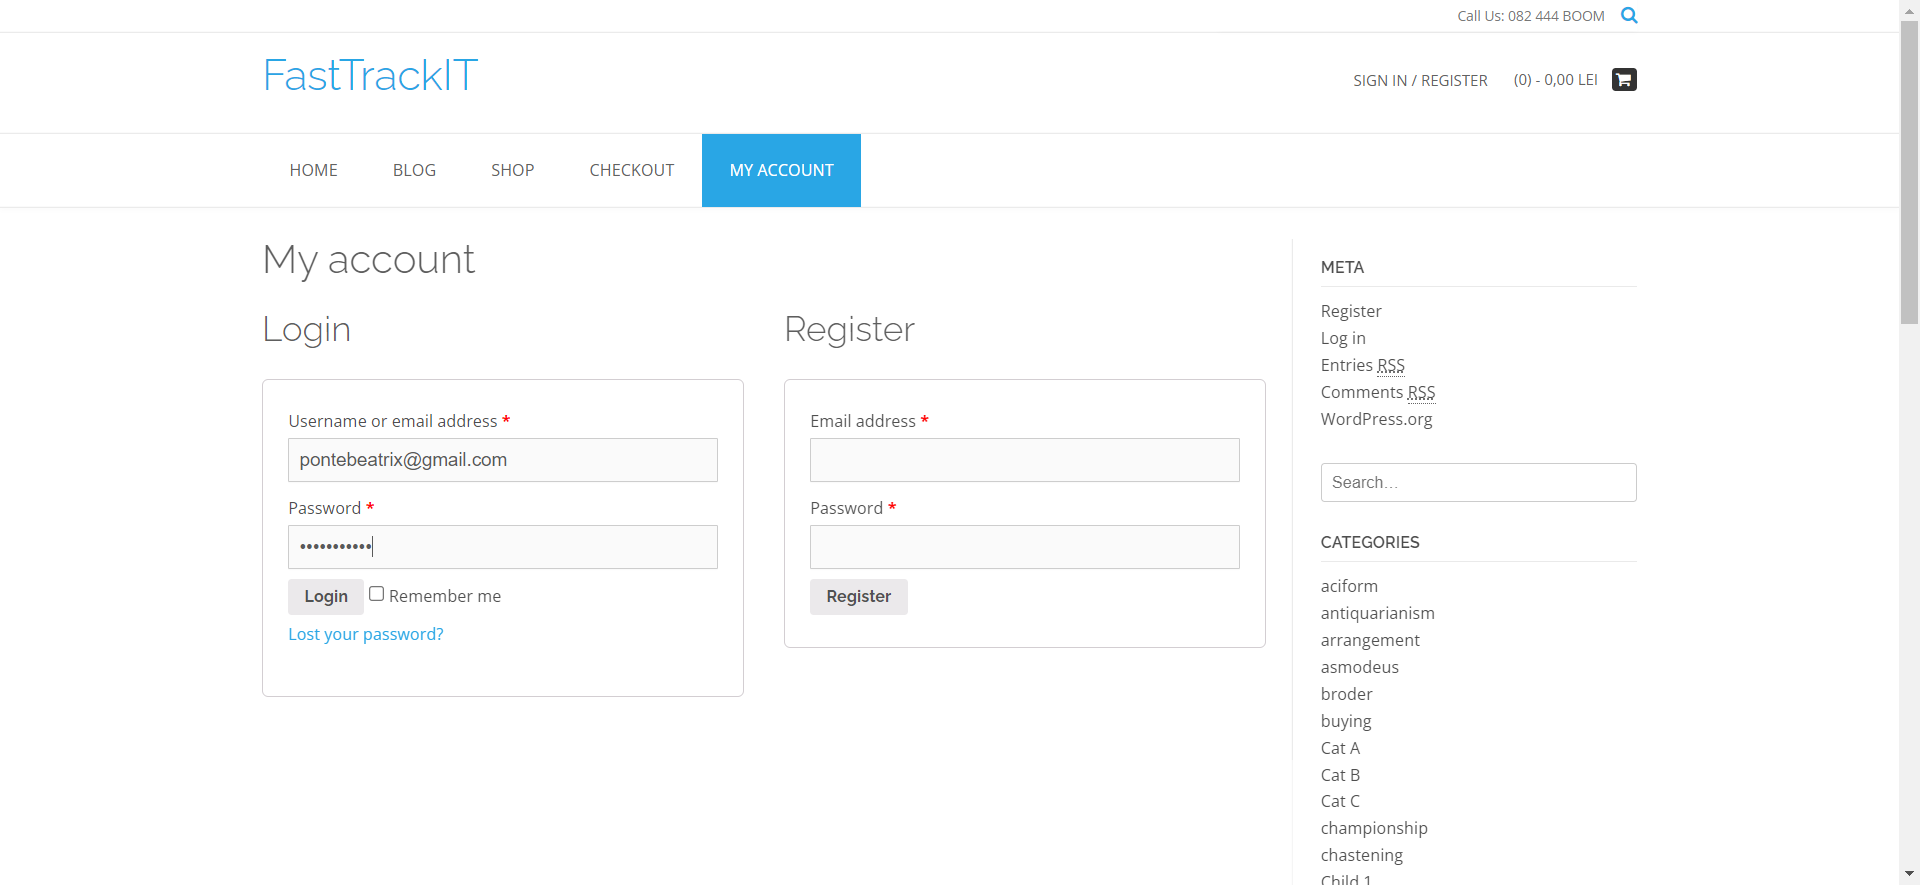 Call Us: 082 444 BOOM
FastTrackIT
SIGN IN / REGISTER (0) - 0,00 LEI
HOME BLOG SHOP CHECKOUT MY ACCOUNT
My account
Login
Username or email address *
pontebeatrix@gmail.com
Password *
•••••••••••
Login Remember me
Lost your password?
Register
Email address *
Password *
Register
META
Register
Log in
Entries RSS
Comments RSS
WordPress.org
Search...
CATEGORIES
aciform
antiquarianism
arrangement
asmodeus
broder
buying
Cat A
Cat B
Cat C
championship
chastening
Child 1